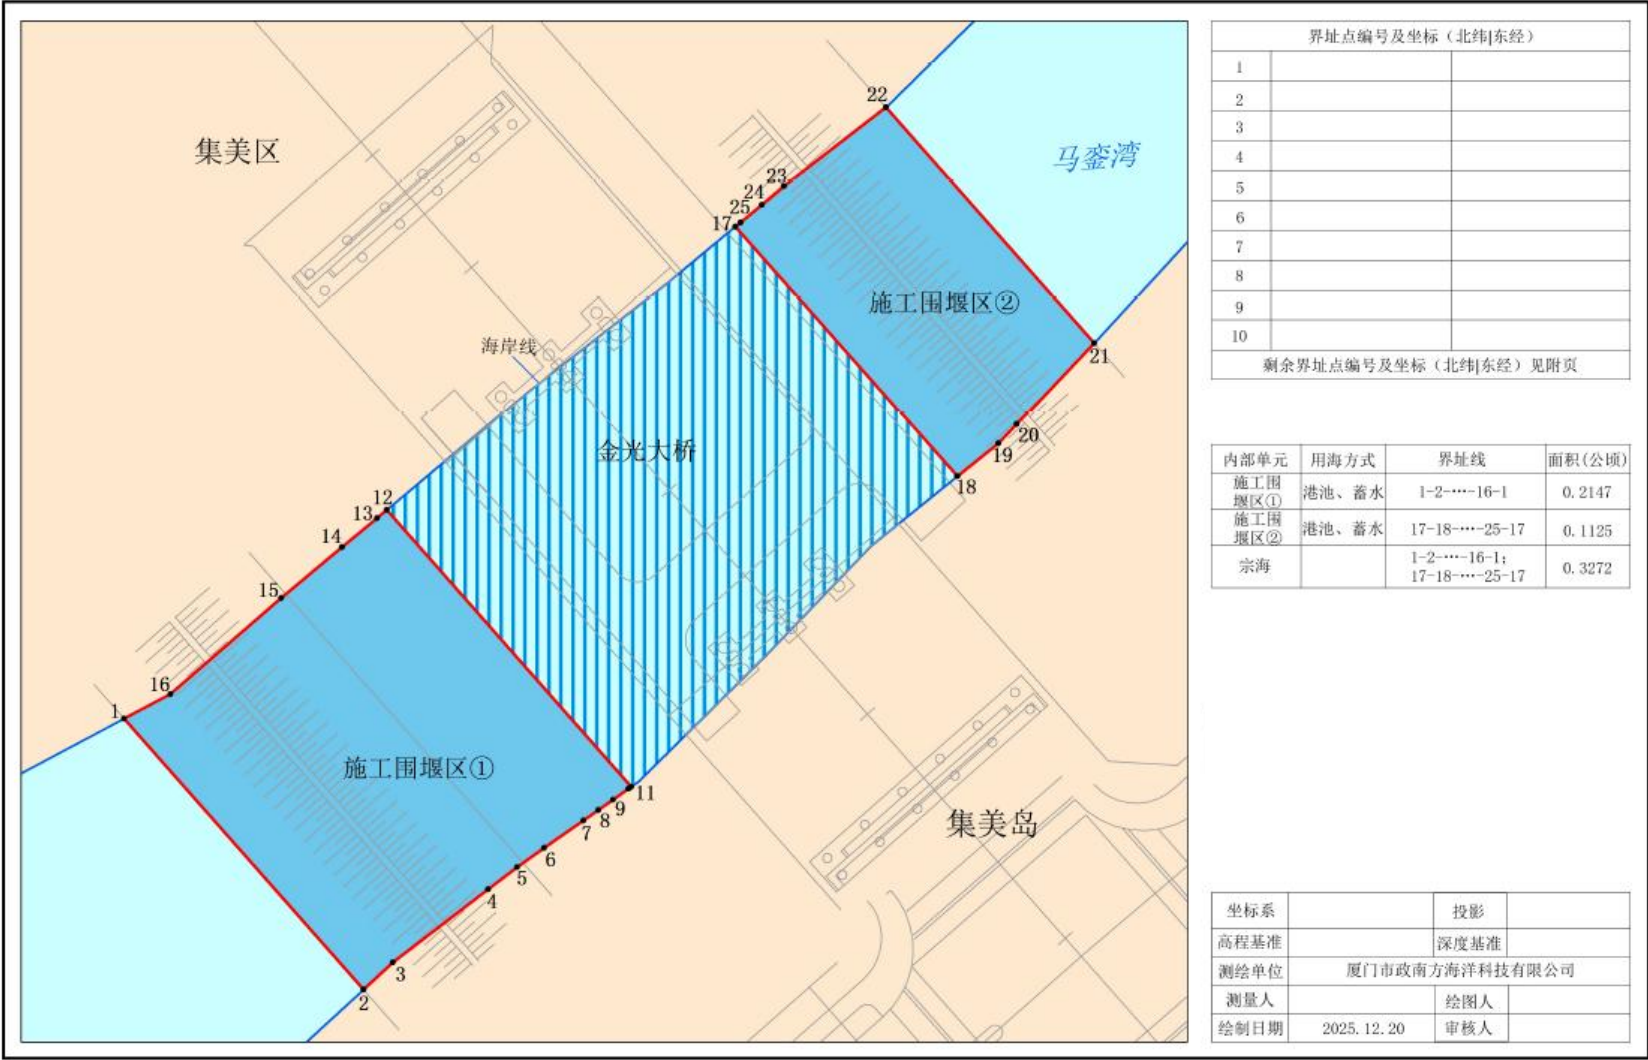 集美区
马銮湾
22
23
24
25
17
施工围堰区②
海岸线
21
金光大桥
20
19
18
12
13
14
15
16
1
施工围堰区①
11
9
8
7
6
5
4
3
2
集美岛
界址点编号及坐标（北纬|东经）
1
2
3
4
5
6
7
8
9
10
剩余界址点编号及坐标（北纬|东经）见附页
内部单元 用海方式 界址线 面积(公顷)
施工围
堰区① 港池、蓄水 1-2-…-16-1 0.2147
施工围
堰区② 港池、蓄水 17-18-…-25-17 0.1125
宗海 1-2-…-16-1; 0.3272
17-18-…-25-17
坐标系 投影
高程基准 深度基准
测绘单位 厦门市政南方海洋科技有限公司
测量人 绘图人
绘制日期 2025.12.20 审核人